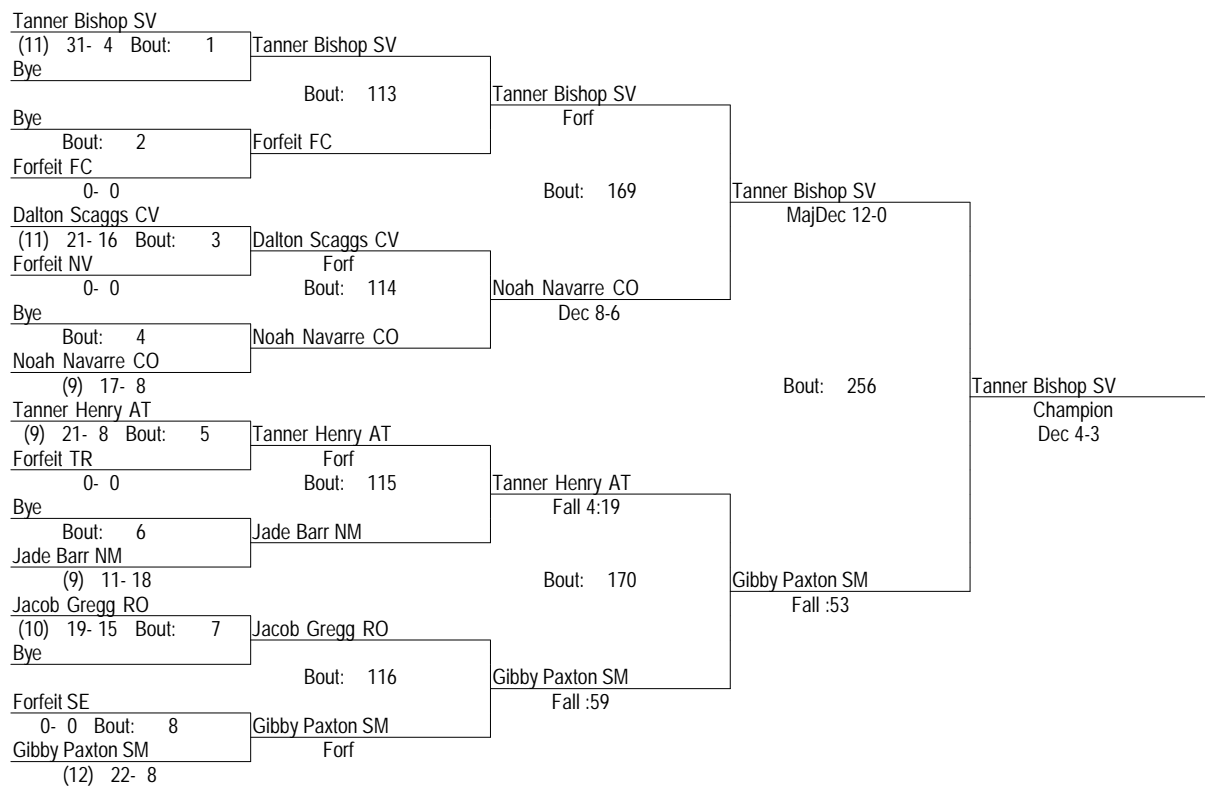 Tanner Bishop SV
(11) 31- 4 Bout: 1
Bye
Bye
Bout: 2
Forfeit FC
0- 0
Dalton Scaggs CV
(11) 21- 16 Bout: 3
Forfeit NV
0- 0
Bye
Bout: 4
Noah Navarre CO
(9) 17- 8
Tanner Henry AT
(9) 21- 8 Bout: 5
Forfeit TR
0- 0
Bye
Bout: 6
Jade Barr NM
(9) 11- 18
Jacob Gregg RO
(10) 19- 15 Bout: 7
Bye
Forfeit SE
0- 0 Bout: 8
Gibby Paxton SM
(12) 22- 8
Tanner Bishop SV
Bout: 113
Forfeit FC
Dalton Scaggs CV
Forf
Bout: 114
Noah Navarre CO
Tanner Henry AT
Forf
Bout: 115
Jade Barr NM
Jacob Gregg RO
Bout: 116
Gibby Paxton SM
Forf
Tanner Bishop SV
Forf
Bout: 169
Noah Navarre CO
Dec 8-6
Tanner Henry AT
Fall 4:19
Bout: 170
Gibby Paxton SM
Fall :59
Tanner Bishop SV
MajDec 12-0
Bout: 256
Gibby Paxton SM
Fall :53
Tanner Bishop SV
Champion
Dec 4-3